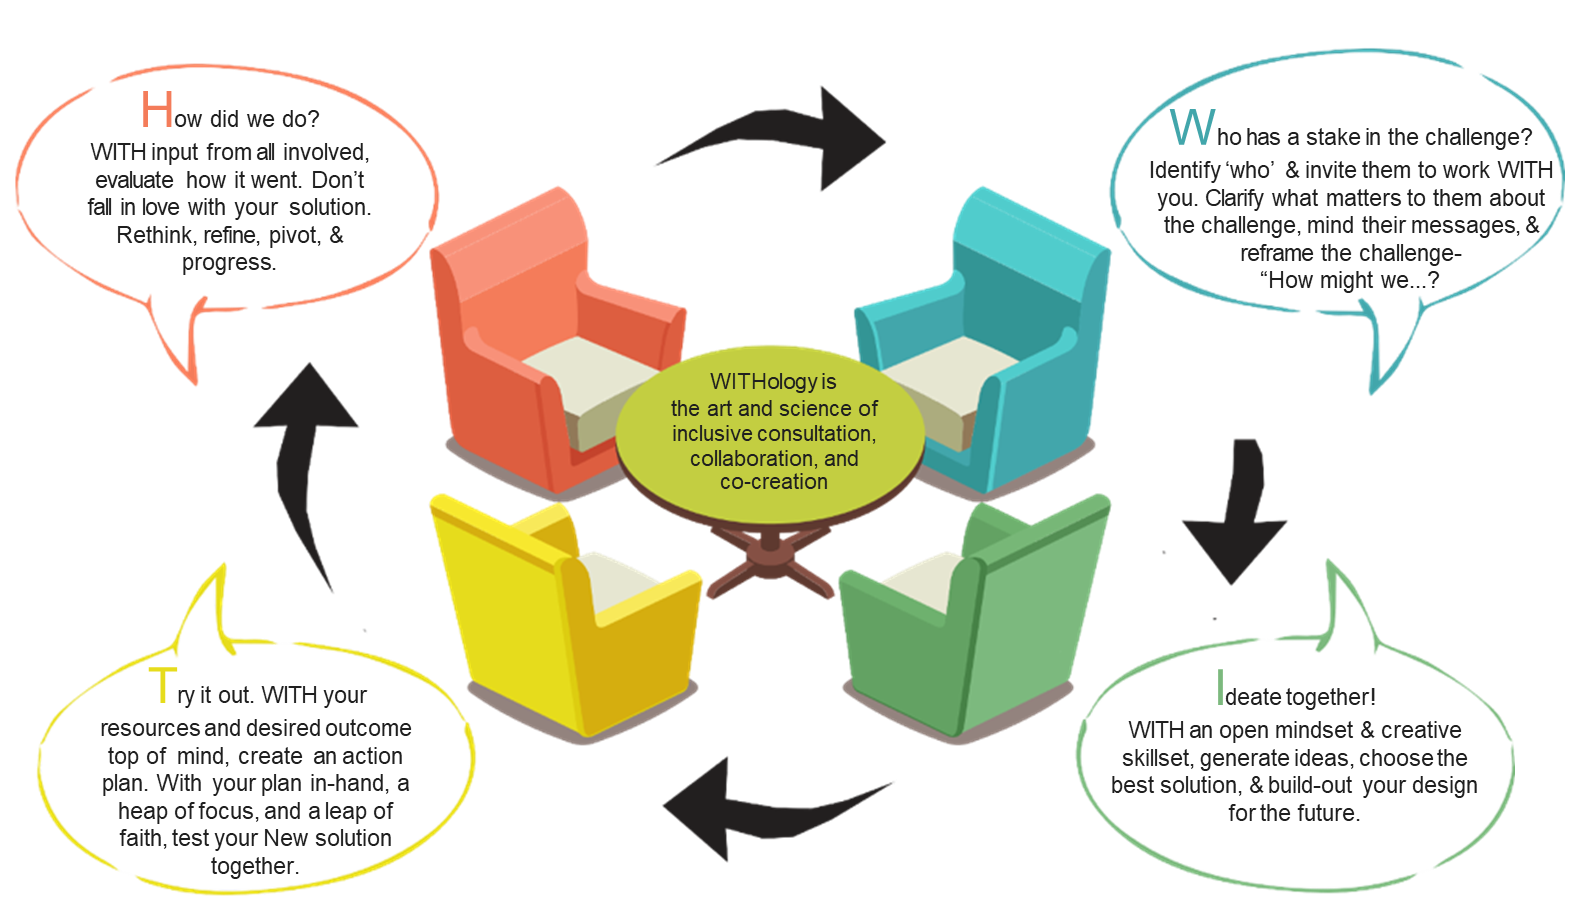 How did we do?
WITH input from all involved,
evaluate how it went. Don’t
fall in love with your solution.
Rethink, refine, pivot, &
progress.
Who has a stake in the challenge?
Identify ‘who’ & invite them to work WITH
you. Clarify what matters to them about
the challenge, mind their messages, &
reframe the challenge-
“How might we...?
WITHology is
the art and science of
inclusive consultation,
collaboration, and
co-creation
Try it out. WITH your
resources and desired outcome
top of mind, create an action
plan. With your plan in-hand, a
heap of focus, and a leap of
faith, test your New solution
together.
Ideate together!
WITH an open mindset & creative
skillset, generate ideas, choose the
best solution, & build-out your design
for the future.